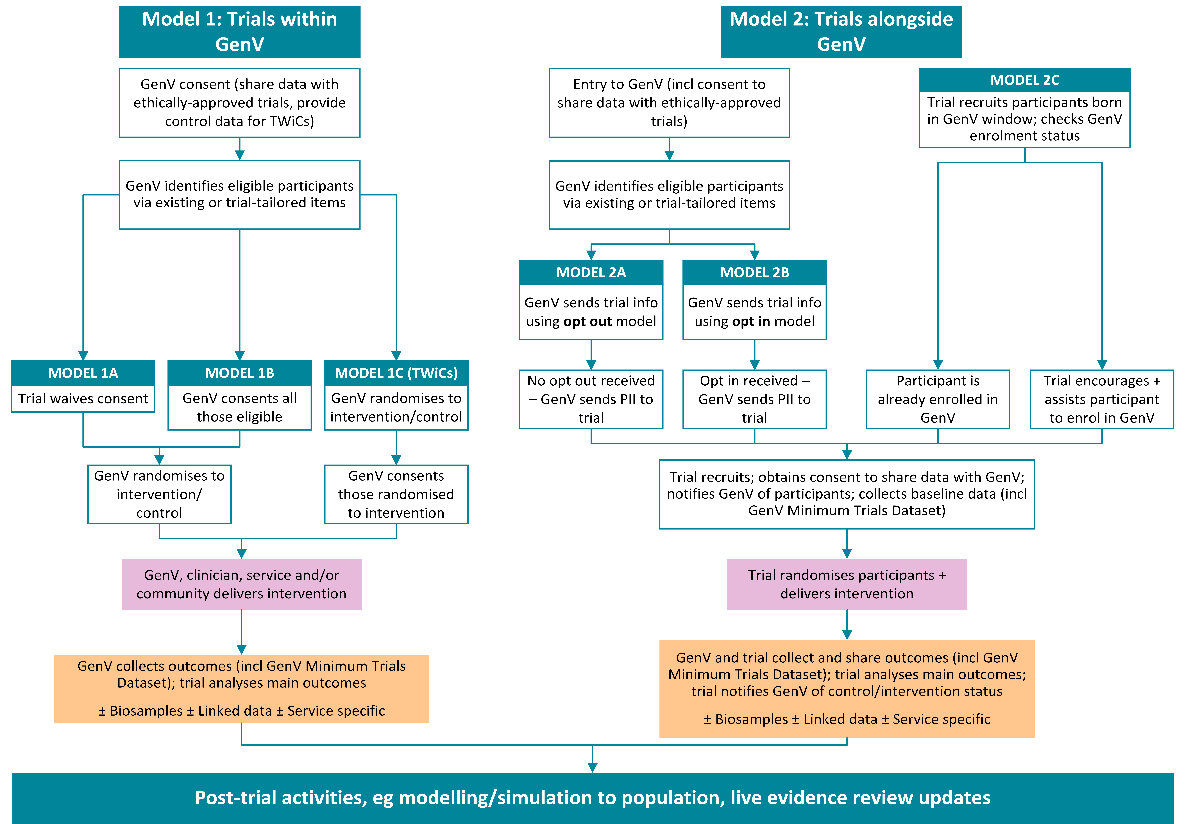 Model 1: Trials within
GenV
GenV consent (share data with
ethically-approved trials, provide
control data for TWiCs)
GenV identifies eligible participants
via existing or trial-tailored items
MODEL 1A
Trial waives consent
MODEL 1B
GenV consents all
those eligible
MODEL 1C (TWiCs)
GenV randomises to
intervention/control
GenV randomises to
intervention/
control
GenV consents
those randomised
to intervention
GenV, clinician, service and/or
community delivers intervention
GenV collects outcomes (incl GenV Minimum Trials
Dataset); trial analyses main outcomes
± Biosamples ± Linked data ± Service specific
Model 2: Trials alongside
GenV
Entry to GenV (incl consent to
share data with ethically-approved
trials)
GenV identifies eligible participants
via existing or trial-tailored items
MODEL 2A
GenV sends trial info
using opt out model
MODEL 2B
GenV sends trial info
using opt in model
MODEL 2C
Trial recruits participants born
in GenV window; checks GenV
enrolment status
No opt out received
– GenV sends PII to
trial
Opt in received –
GenV sends PII to
trial
Participant is
already enrolled in
GenV
Trial encourages +
assists participant
to enrol in GenV
Trial recruits; obtains consent to share data with GenV;
notifies GenV of participants; collects baseline data (incl
GenV Minimum Trials Dataset)
Trial randomises participants +
delivers intervention
GenV and trial collect and share outcomes (incl GenV
Minimum Trials Dataset); trial analyses main outcomes;
trial notifies GenV of control/intervention status
± Biosamples ± Linked data ± Service specific
Post-trial activities, eg modelling/simulation to population, live evidence review updates